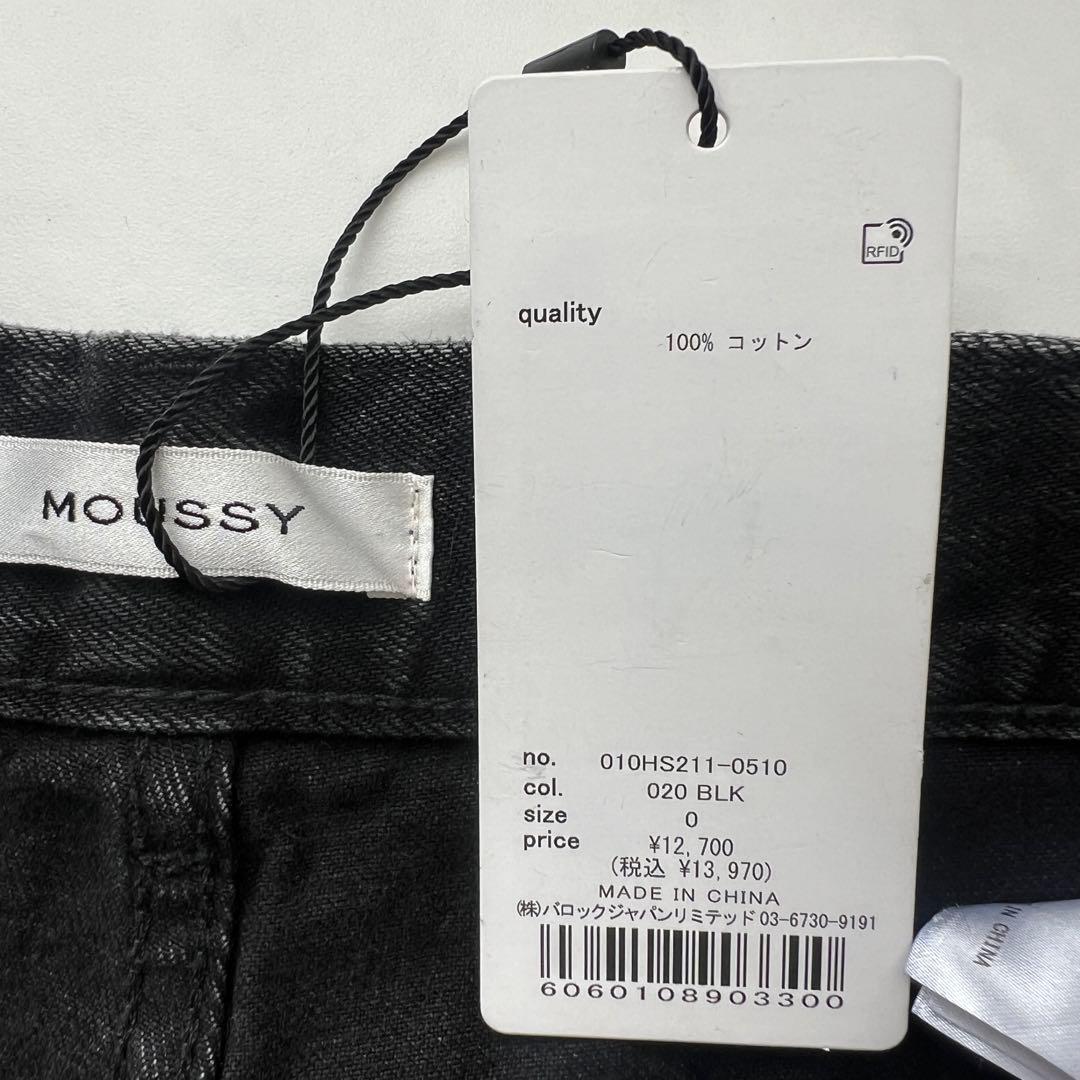 RFID
quality
100% コットン
MOUSSY
no. 010HS211-0510
col. 020 BLK
size 0
price ¥12,700
(税込 ¥13,970)
MADE IN CHINA
㈱バロックジャパンリミテッド 03-6730-9191
6060108903300
IN CHINA